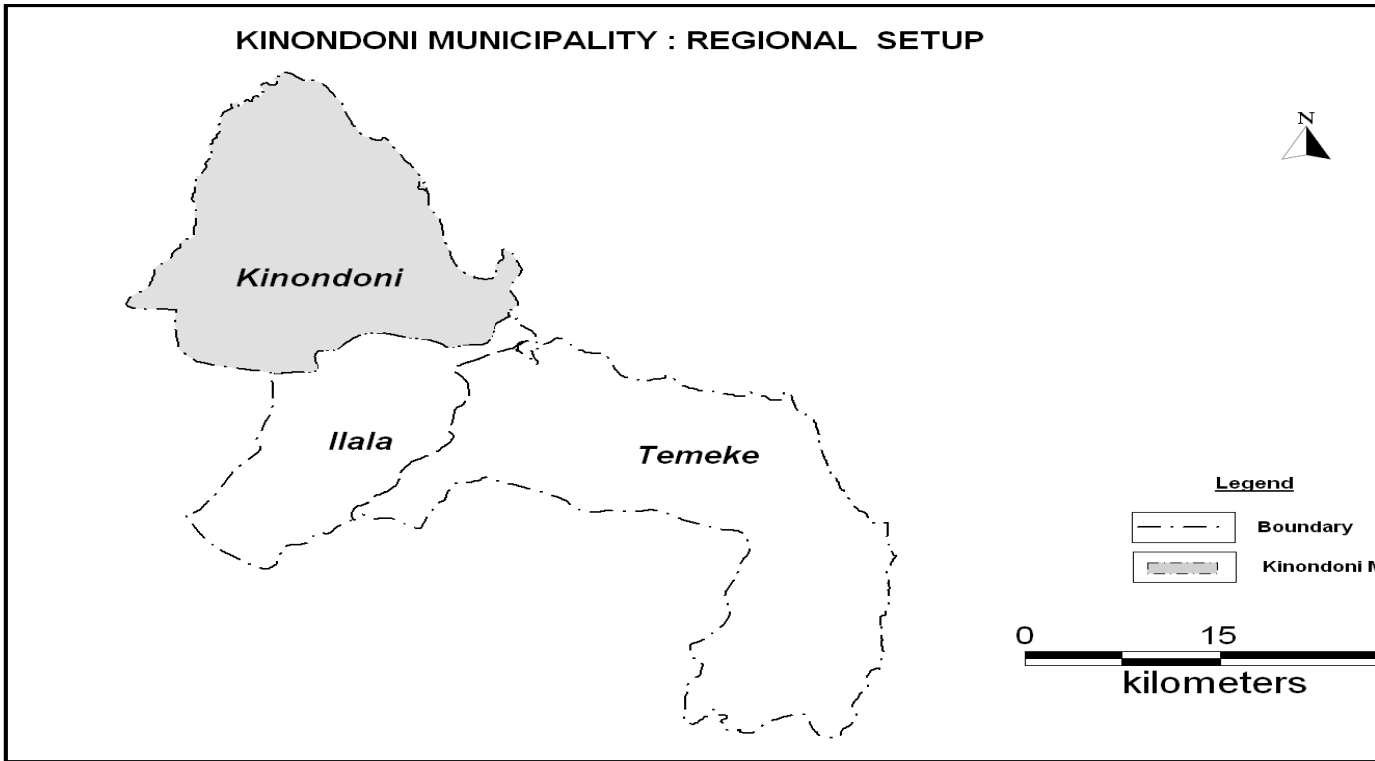 KINONDONI MUNICIPALITY : REGIONAL SETUP
N
Kinondoni
Ilala
Temeke
Legend
Boundary
Kinondoni
0 15
kilometers